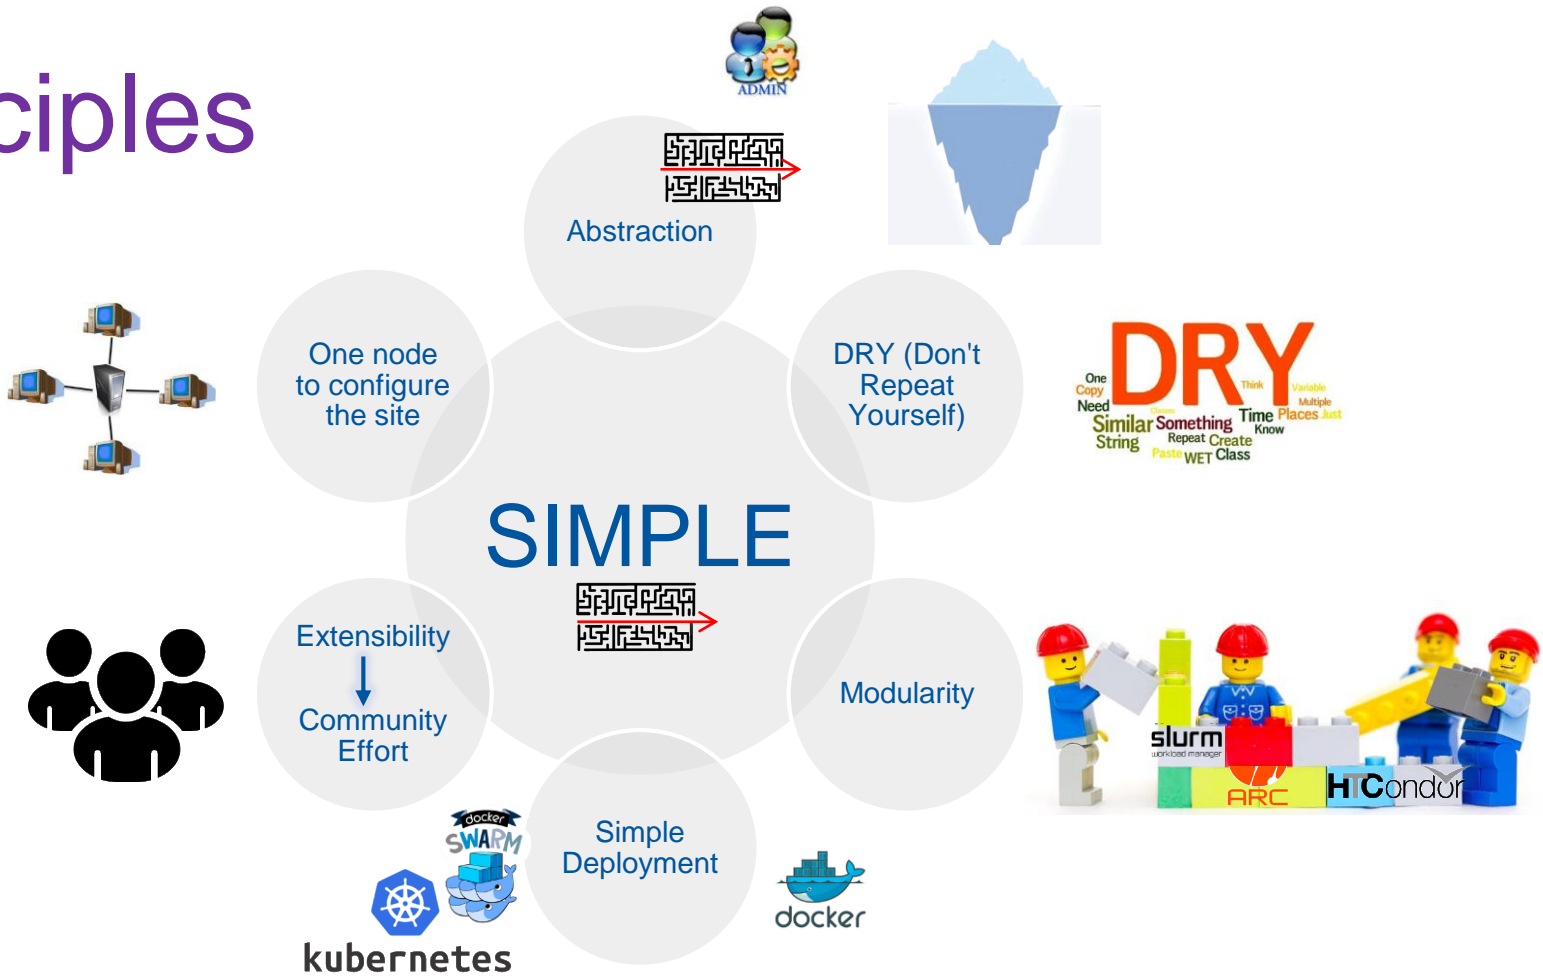 ciples
ADMIN
Abstraction
One node
to configure
the site
DRY (Don't
Repeat
Yourself)
DRY
One
Copy
Need
Think
Variable
Multiple
Similar
Something
Time
Places
Just
Know
String
Repeat
Create
Paste
WET
Class
SIMPLE
Extensibility
Community
Effort
Modularity
slurm
workload manager
ARC
HTCondor
Simple
Deployment
docker
SWARM
docker
kubernetes